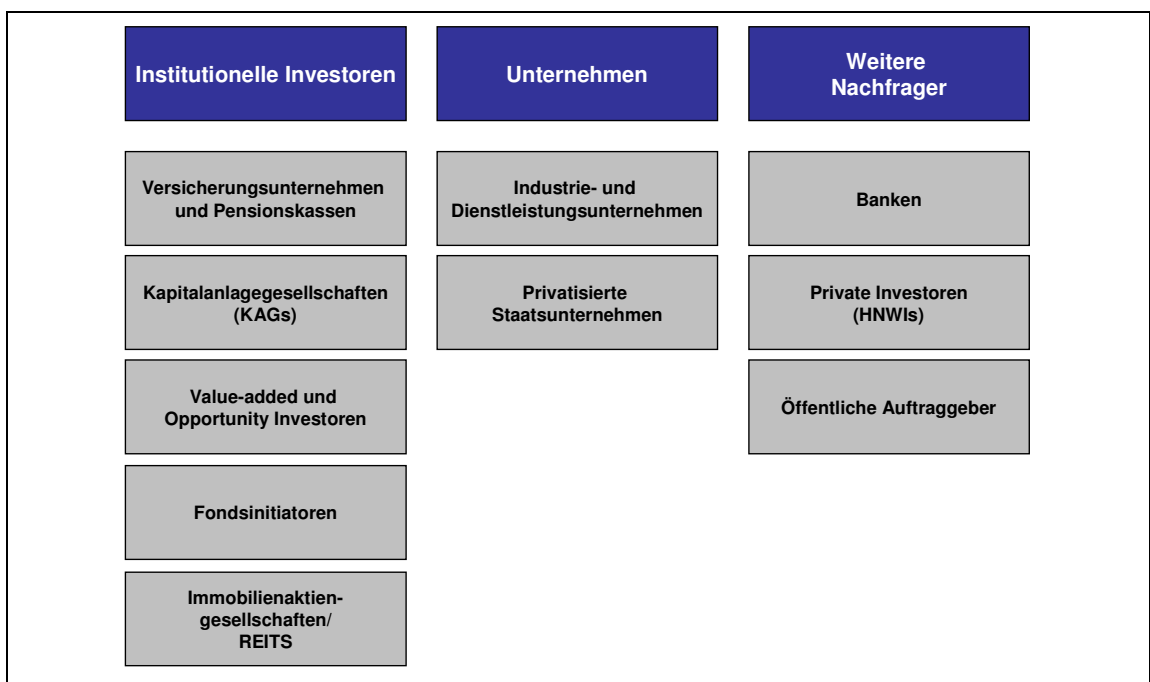 Institutionelle Investoren
Unternehmen
Weitere
Nachfrager
Versicherungsunternehmen
und Pensionskassen
Industrie- und
Dienstleistungsunternehmen
Banken
Kapitalanlagegesellschaften
(KAGs)
Privatisierte
Staatsunternehmen
Private Investoren
(HNWIs)
Value-added und
Opportunity Investoren
Öffentliche Auftraggeber
Fondsinitiatoren
Immobilienaktien-
gesellschaften/
REITS